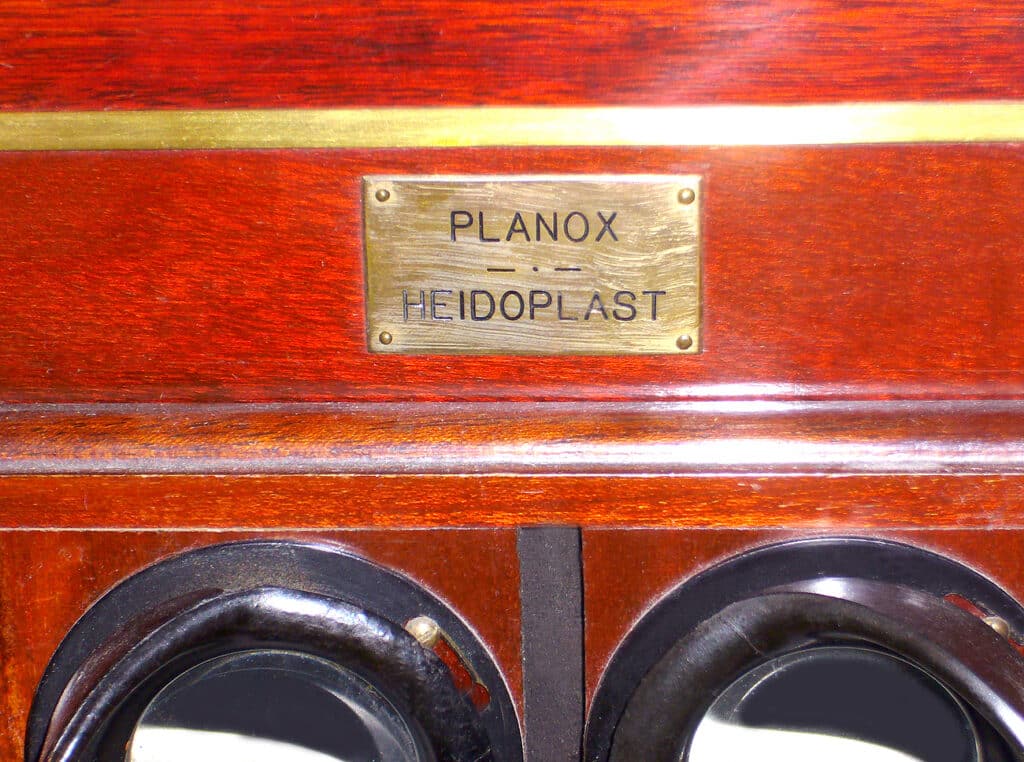 PLANOX
— · —
HEIDOPLAST